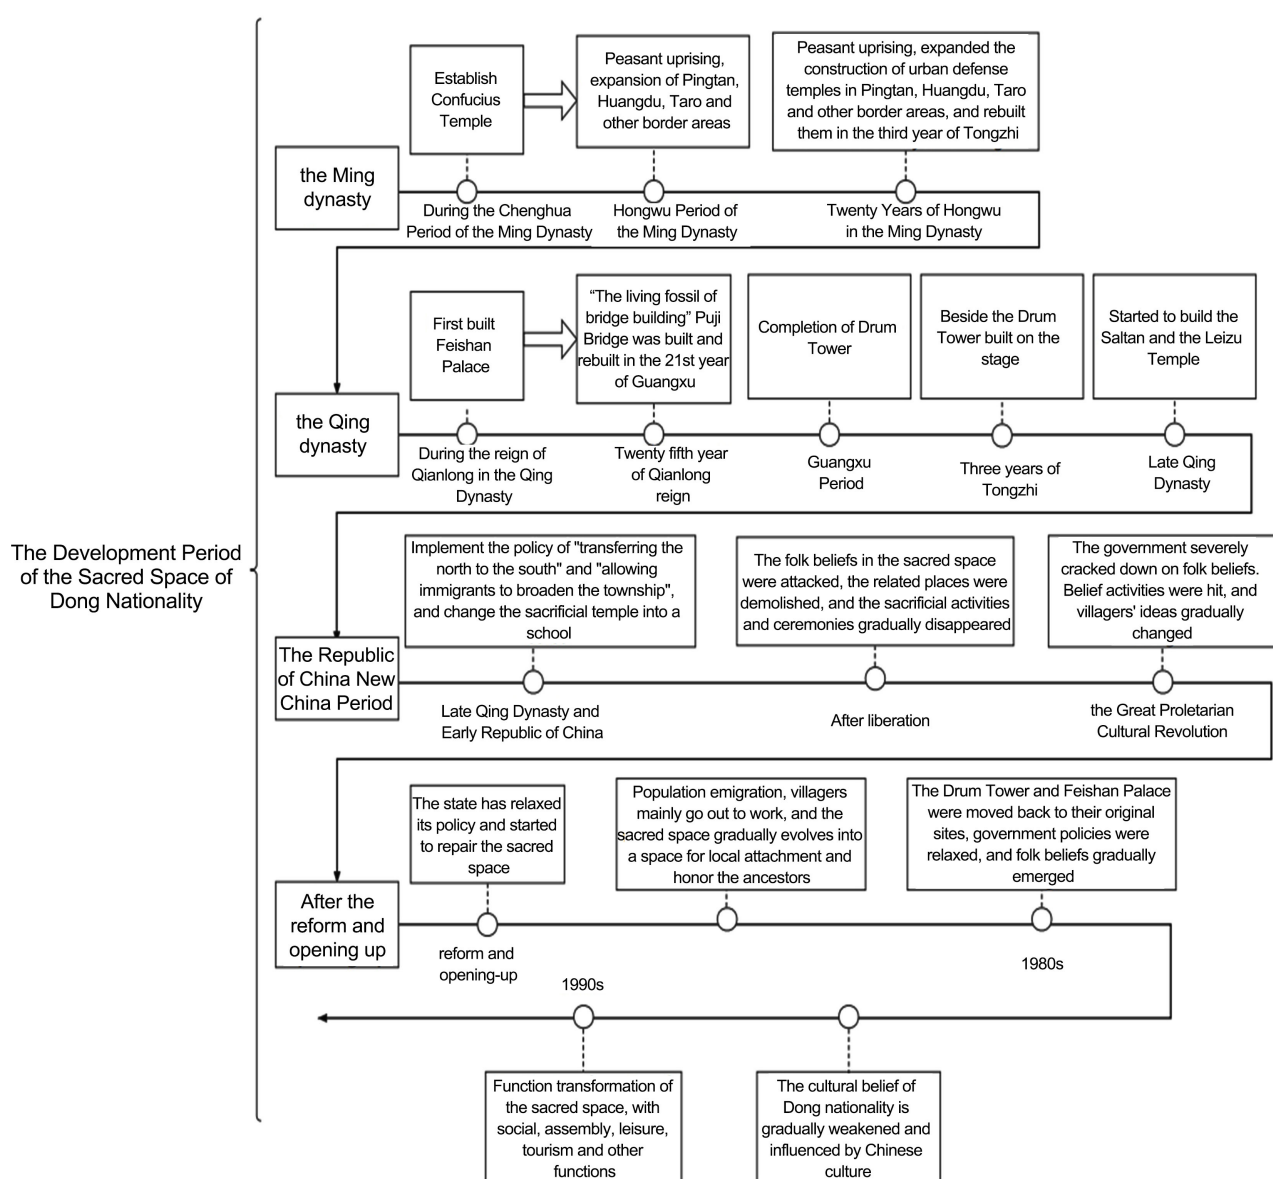 The Development Period
of the Sacred Space of
Dong Nationality
the Ming
dynasty
Establish
Confucius
Temple
Peasant uprising,
expansion of Pingtan,
Huangdu, Taro and
other border areas
Peasant uprising, expanded the
construction of urban defense
temples in Pingtan, Huangdu, Taro
and other border areas, and rebuilt
them in the third year of Tongzhi
During the Chenghua
Period of the Ming Dynasty
Hongwu Period of
the Ming Dynasty
Twenty Years of Hongwu
in the Ming Dynasty
the Qing
dynasty
First built
Feishan
Palace
“The living fossil of
bridge building” Puji
Bridge was built and
rebuilt in the 21st year
of Guangxu
Completion of Drum
Tower
Beside the Drum
Tower built on the
stage
Started to build the
Saltan and the Leizu
Temple
During the reign of
Qianlong in the Qing
Dynasty
Twenty fifth year
of Qianlong
reign
Guangxu
Period
Three years of
Tongzhi
Late Qing
Dynasty
The Republic
of China New
China Period
Implement the policy of "transferring the
north to the south" and "allowing
immigrants to broaden the township",
and change the sacrificial temple into a
school
The folk beliefs in the sacred space
were attacked, the related places were
demolished, and the sacrificial activities
and ceremonies gradually disappeared
The government severely
cracked down on folk beliefs.
Belief activities were hit, and
villagers' ideas gradually
changed
Late Qing Dynasty and
Early Republic of China
After liberation
the Great Proletarian
Cultural Revolution
After the
reform and
opening up
The state has relaxed
its policy and started
to repair the sacred
space
Population emigration, villagers
mainly go out to work, and the
sacred space gradually evolves into
a space for local attachment and
honor the ancestors
The Drum Tower and Feishan Palace
were moved back to their original
sites, government policies were
relaxed, and folk beliefs gradually
emerged
reform and
opening-up
1980s
1990s
Function transformation of
the sacred space, with
social, assembly, leisure,
tourism and other
functions
The cultural belief of
Dong nationality is
gradually weakened and
influenced by Chinese
culture